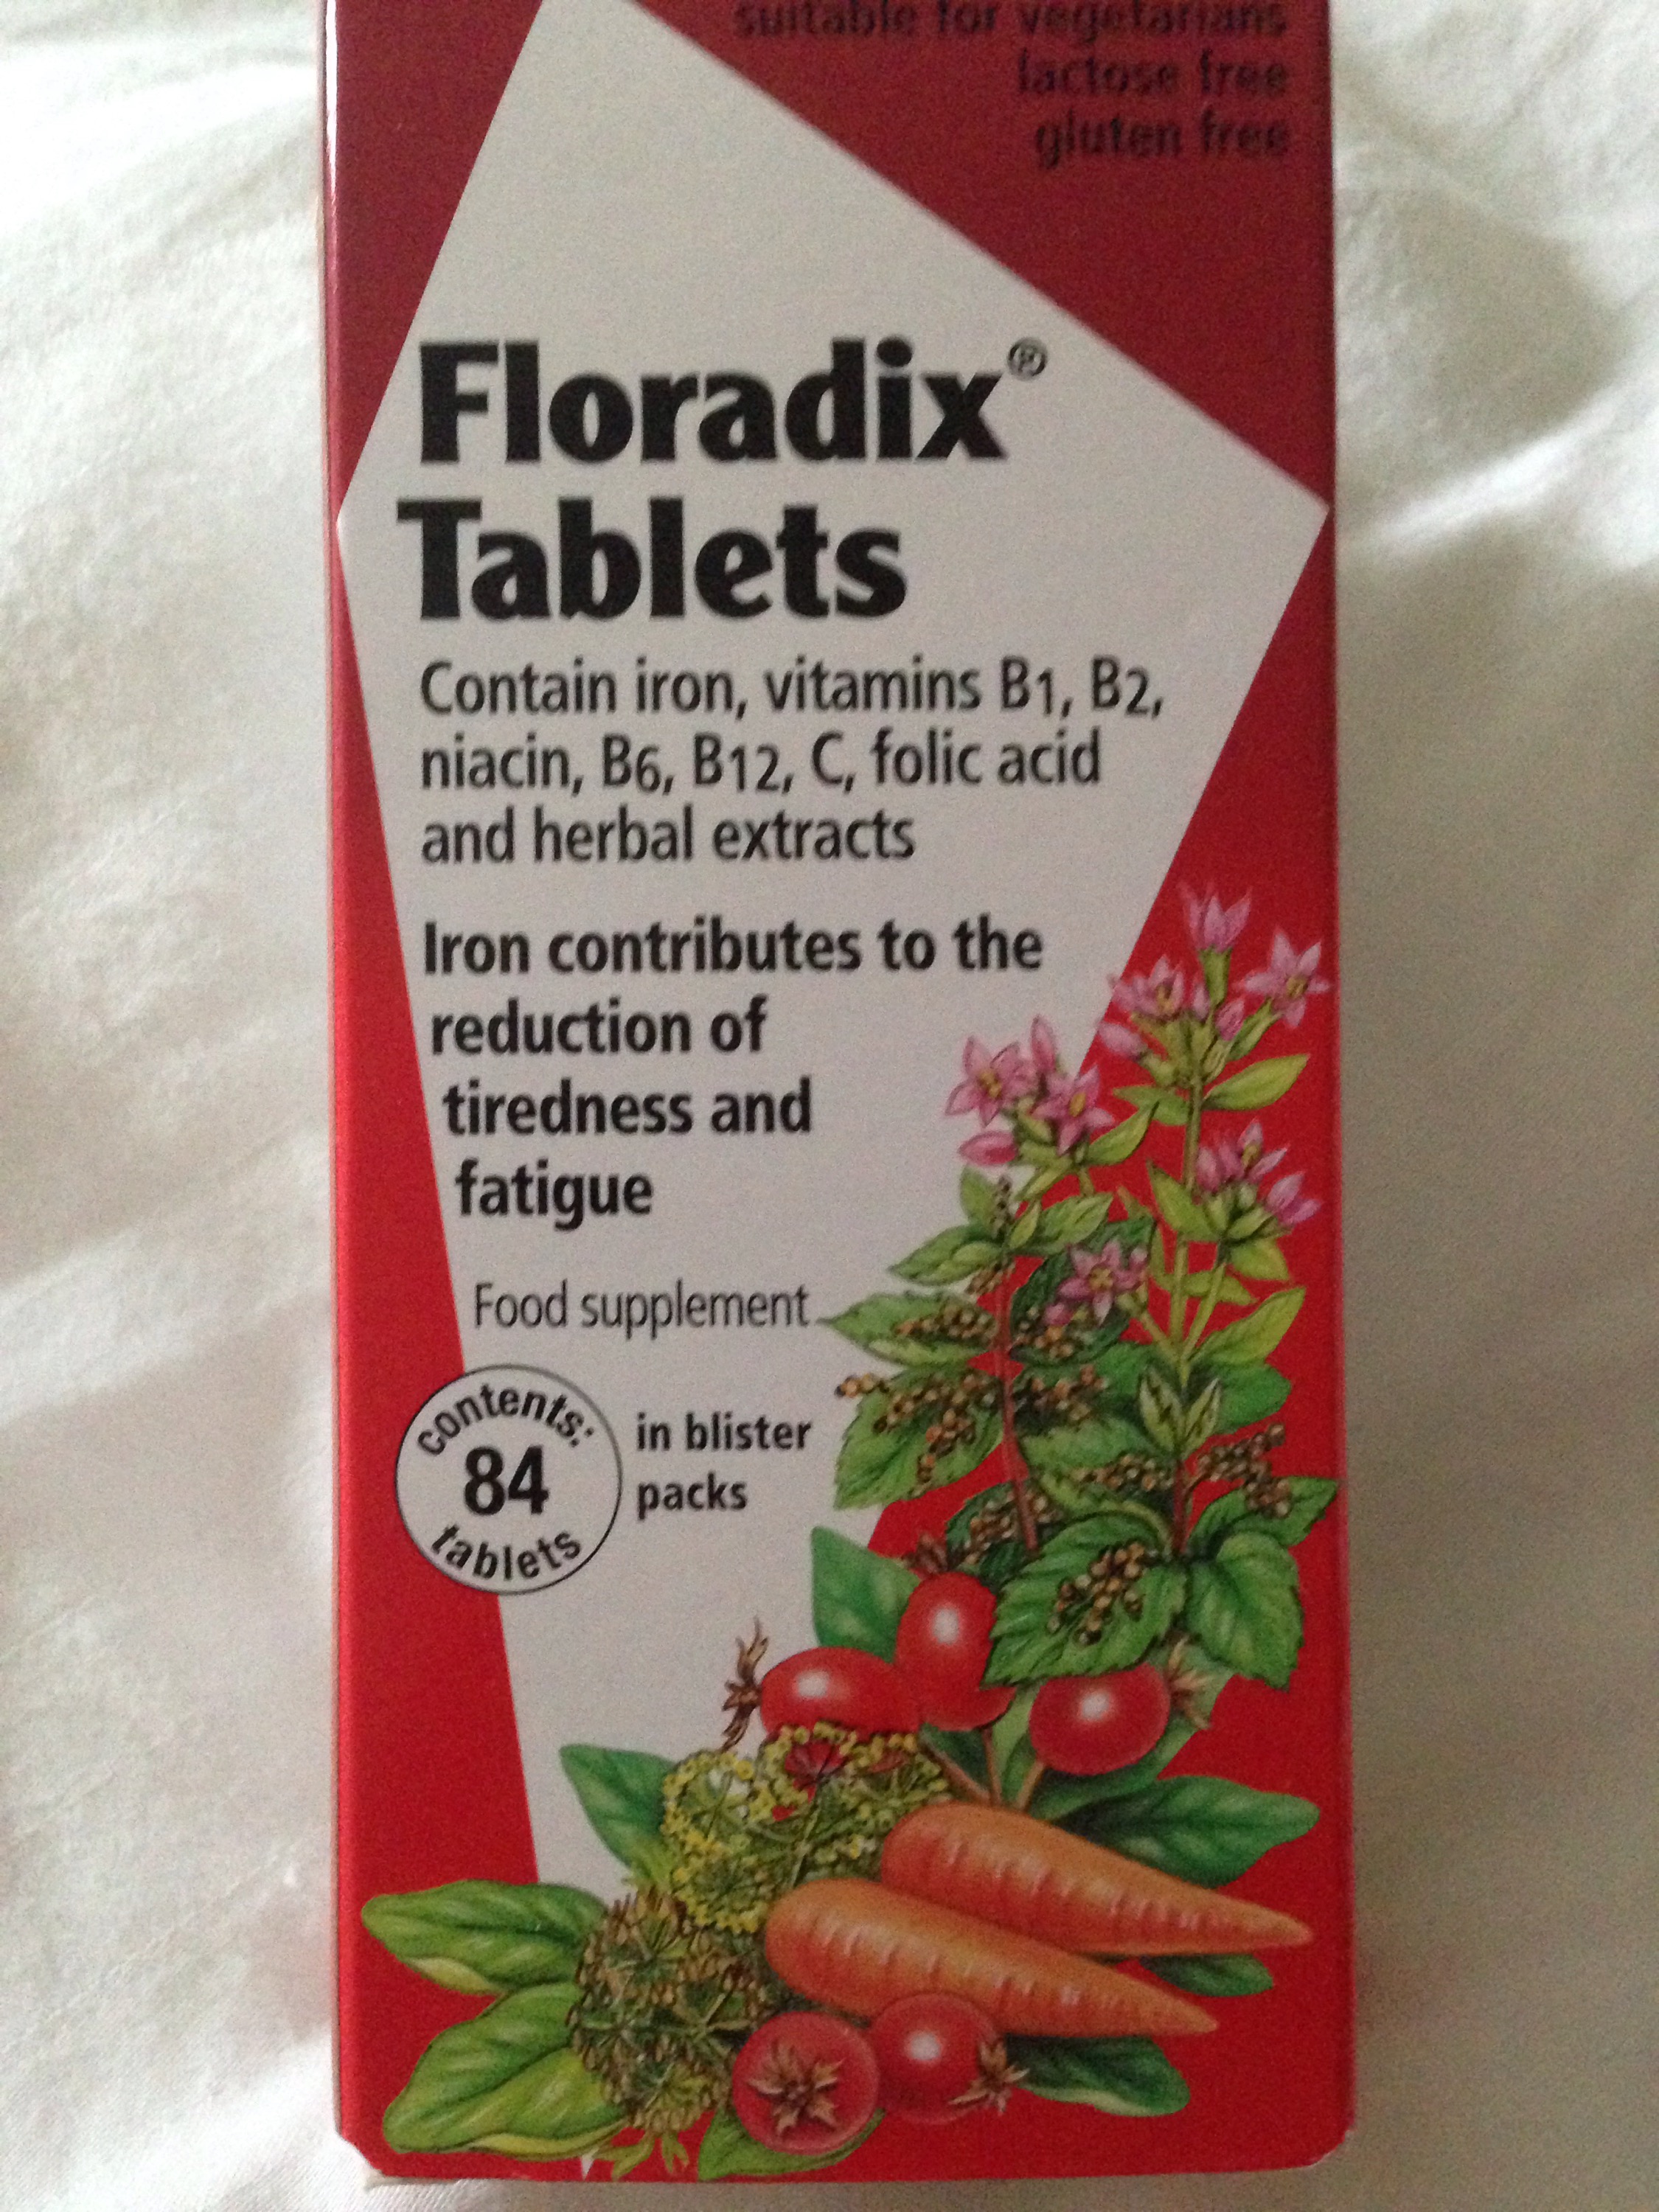 suitable for vegetarians
lactose free
gluten free
Floradix®
Tablets
Contain iron, vitamins B1, B2,
niacin, B6, B12, C, folic acid
and herbal extracts
Iron contributes to the
reduction of
tiredness and
fatigue
Food supplement
contents:
84
tablets
in blister
packs